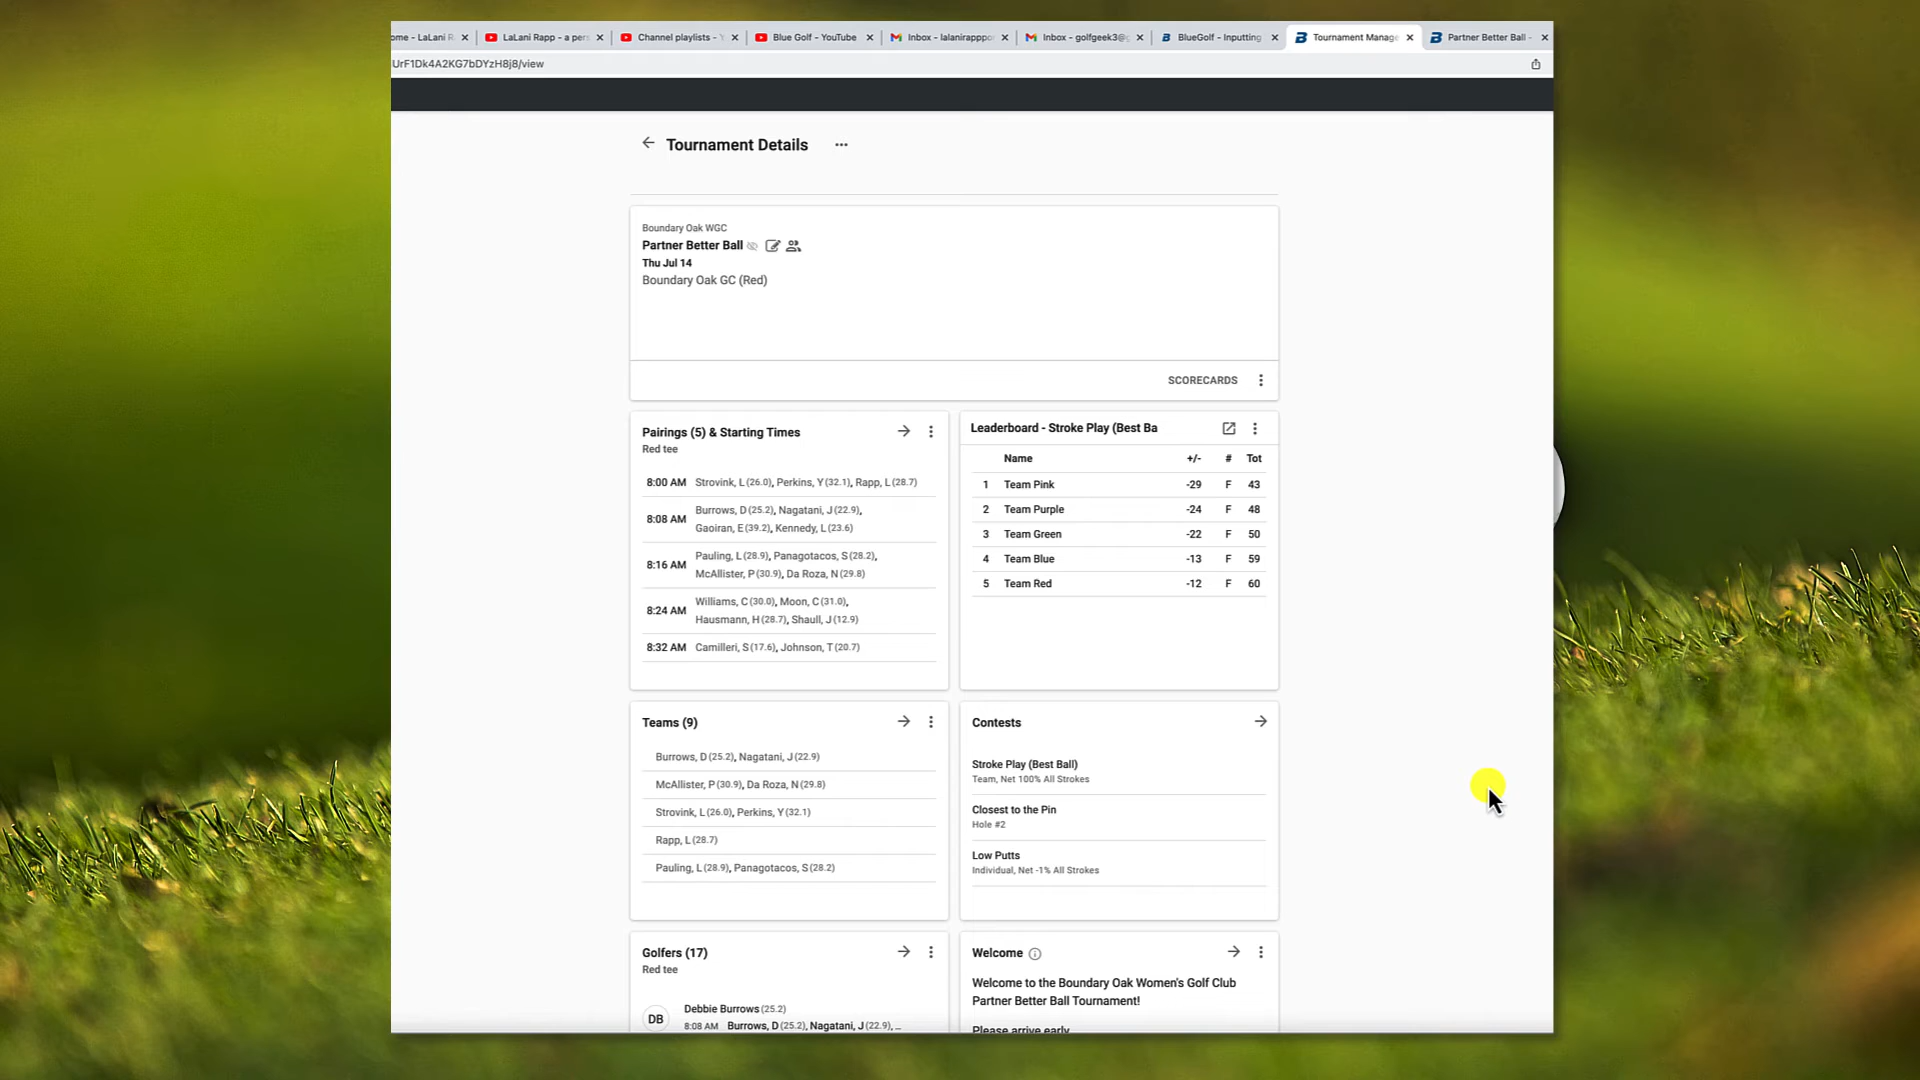 ome - LaLani R
LaLani Rapp - a per
Channel playlists - Y
Blue Golf - YouTube
Inbox - lalanirapppo
Inbox - golfgeek3@g
BlueGolf - Inputting
Tournament Manage
Partner Better Ball -
UrF1Dk4A2KG7bDYzH8j8/view
Tournament Details
Boundary Oak WGC
Partner Better Ball
Thu Jul 14
Boundary Oak GC (Red)
SCORECARDS
Pairings (5) & Starting Times
Red tee
8:00 AM Strovink, L (26.0), Perkins, Y (32.1), Rapp, L (28.7)
8:08 AM Burrows, D (25.2), Nagatani, J (22.9),
Gaoiran, E (39.2), Kennedy, L (23.6)
8:16 AM Pauling, L (28.9), Panagotacos, S (28.2),
McAllister, P (30.9), Da Roza, N (29.8)
8:24 AM Williams, C (30.0), Moon, C (31.0),
Hausmann, H (28.7), Shaull, J (12.9)
8:32 AM Camilleri, S (17.6), Johnson, T (20.7)
Leaderboard - Stroke Play (Best Ba
Name +/- # Tot
1 Team Pink -29 F 43
2 Team Purple -24 F 48
3 Team Green -22 F 50
4 Team Blue -13 F 59
5 Team Red -12 F 60
Teams (9)
Burrows, D (25.2), Nagatani, J (22.9)
McAllister, P (30.9), Da Roza, N (29.8)
Strovink, L (26.0), Perkins, Y (32.1)
Rapp, L (28.7)
Pauling, L (28.9), Panagotacos, S (28.2)
Contests
Stroke Play (Best Ball)
Team, Net 100% All Strokes
Closest to the Pin
Hole #2
Low Putts
Individual, Net -1% All Strokes
Golfers (17)
Red tee
DB
Debbie Burrows (25.2)
8:08 AM Burrows, D (25.2), Nagatani, J (22.9), ...
Welcome
Welcome to the Boundary Oak Women's Golf Club
Partner Better Ball Tournament!
Please arrive early